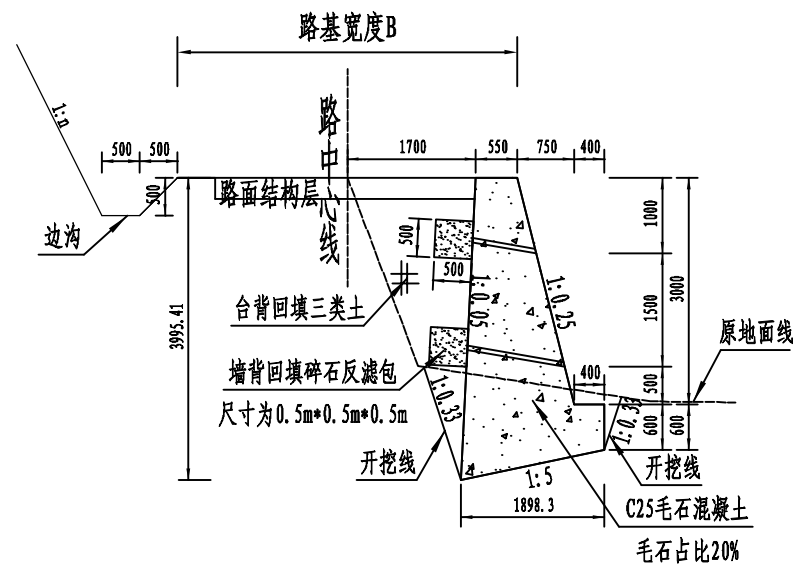 路基宽度B
1:n
500
500
路中心线
1700
550
750
400
500
路面结构层
边沟
500
500
1000
1500
3000
3995.41
台背回填三类土
1:0.05
1:0.25
原地面线
墙背回填碎石反滤包
尺寸为0.5m*0.5m*0.5m
1:0.33
400
500
600
600
1:0.33
开挖线
1:5
开挖线
1898.3
C25毛石混凝土
毛石占比20%